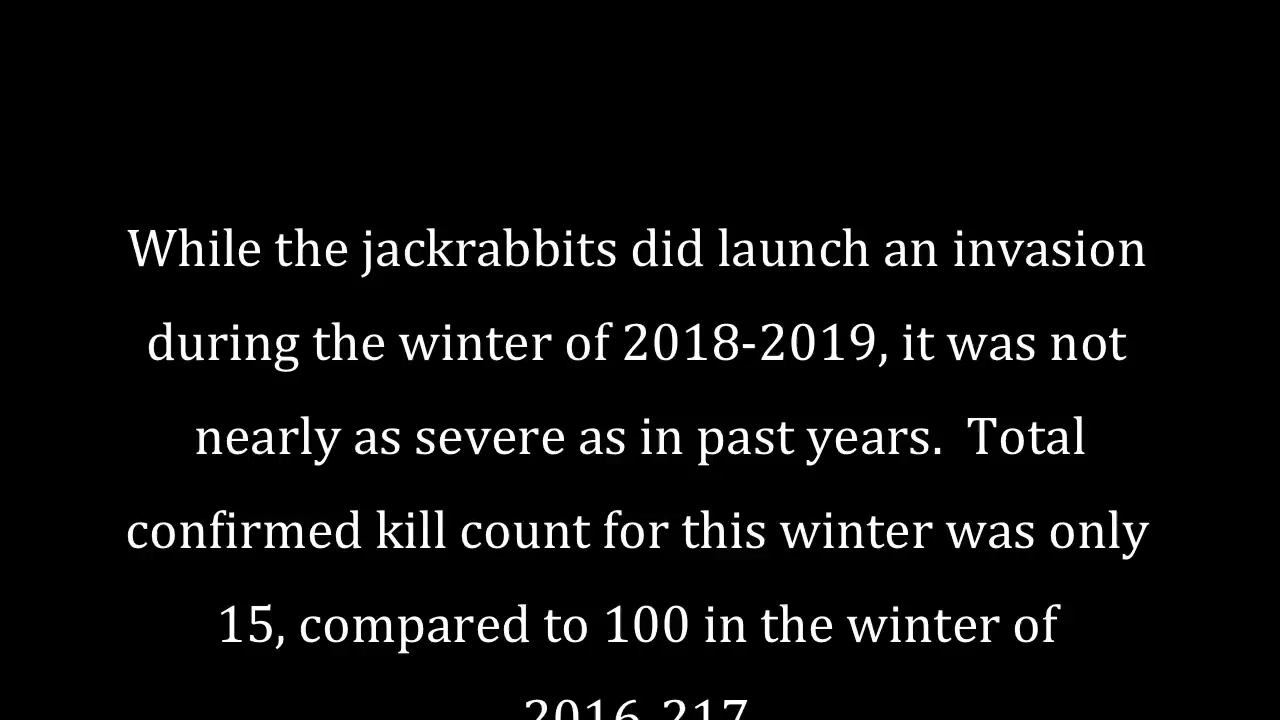 While the jackrabbits did launch an invasion
during the winter of 2018-2019, it was not
nearly as severe as in past years.  Total
confirmed kill count for this winter was only
15, compared to 100 in the winter of
2016-217